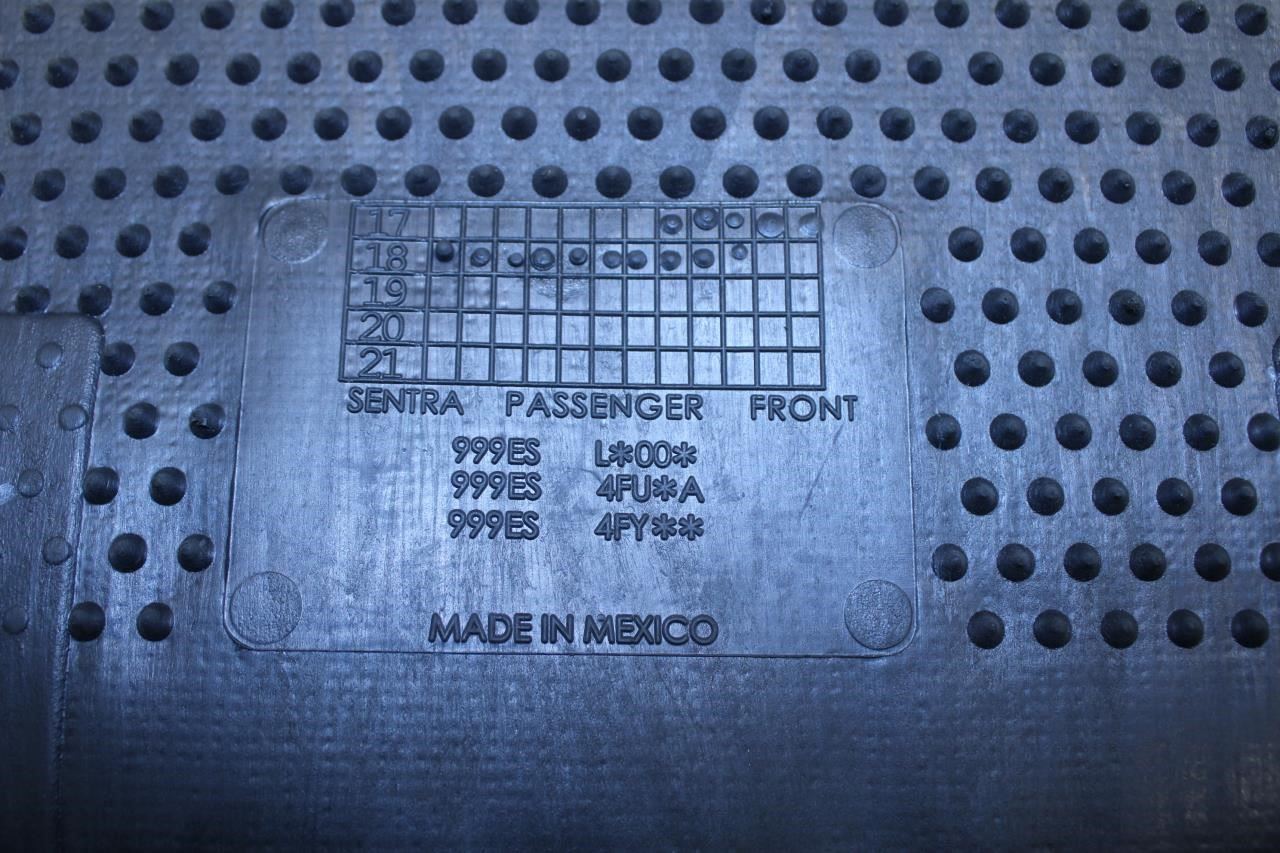 17
18
19
20
21
SENTRA PASSENGER FRONT
999ES L*00*
999ES 4FU*A
999ES 4FY**
MADE IN MEXICO